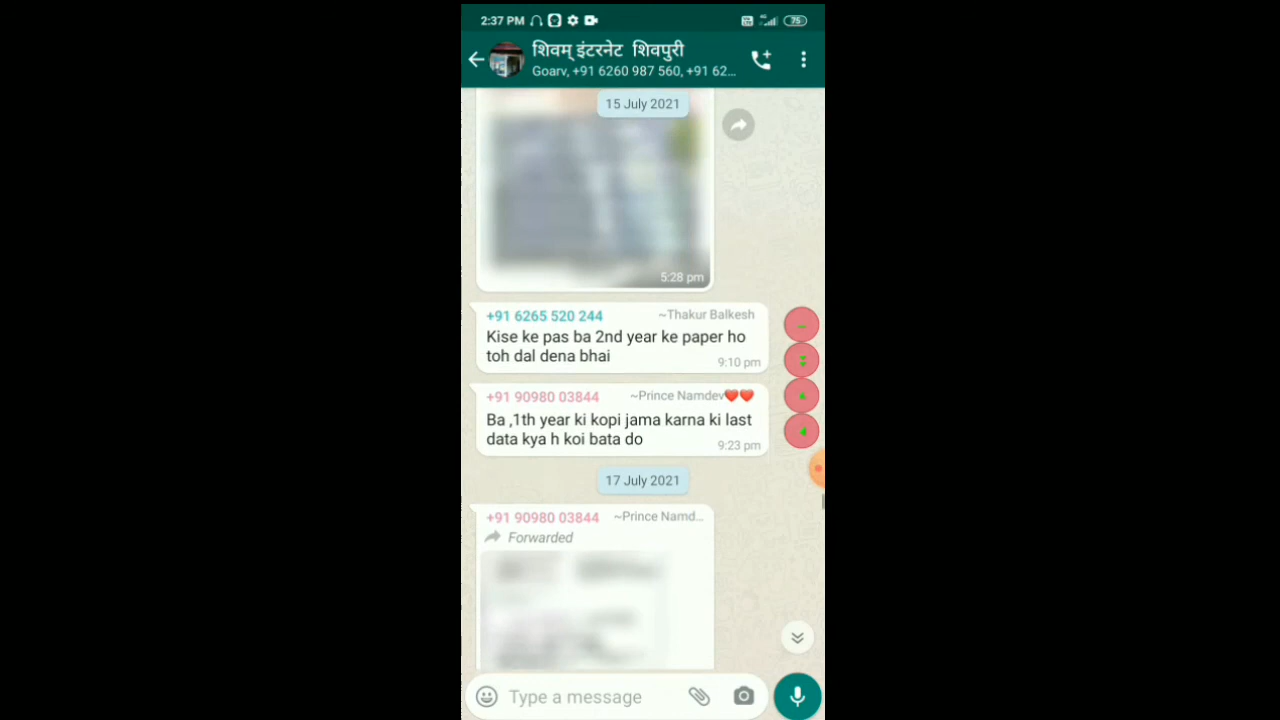 2:37 PM
75
शिवम् इंटरनेट शिवपुरी
Goarv, +91 6260 987 560, +91 62...
15 July 2021
5:28 pm
+91 6265 520 244 ~Thakur Balkesh
Kise ke pas ba 2nd year ke paper ho
toh dal dena bhai
9:10 pm
+91 90980 03844 ~Prince Namdev❤️❤️
Ba ,1th year ki kopi jama karna ki last
data kya h koi bata do
9:23 pm
17 July 2021
+91 90980 03844 ~Prince Namd...
Forwarded
Type a message